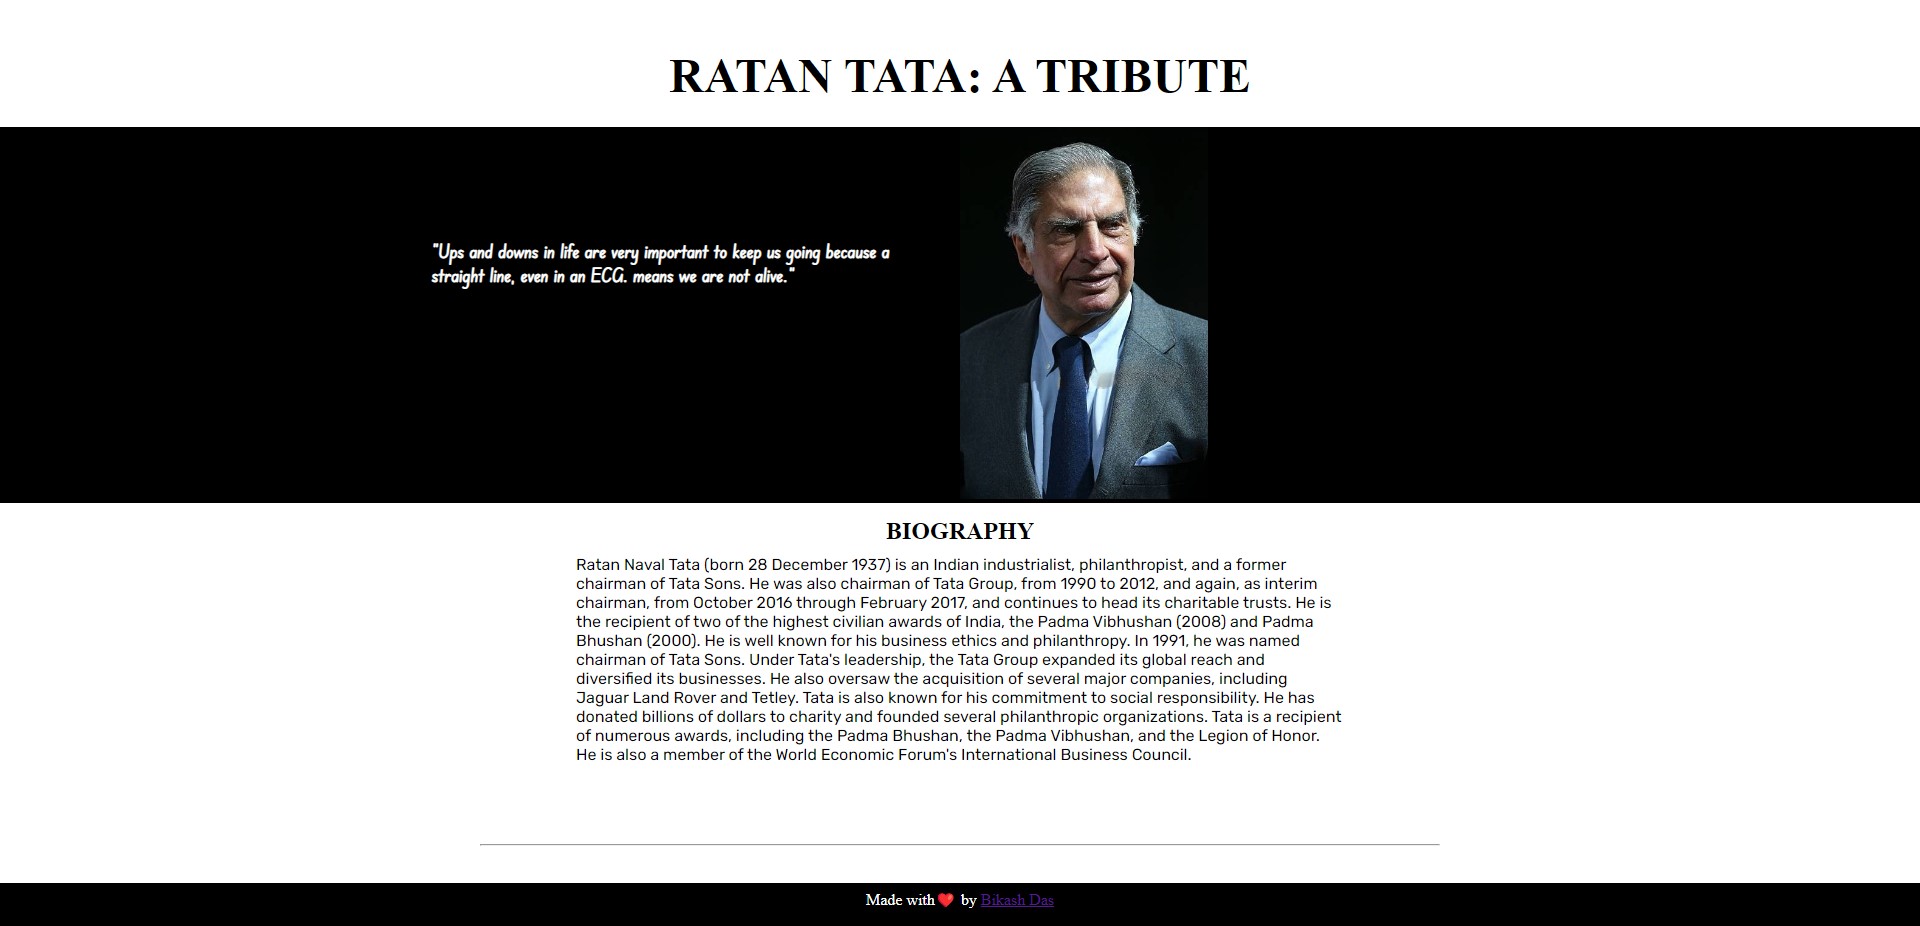 RATAN TATA: A TRIBUTE
"Ups and downs in life are very important to keep us going because a
straight line, even in an ECG. means we are not alive."
BIOGRAPHY
Ratan Naval Tata (born 28 December 1937) is an Indian industrialist, philanthropist, and a former
chairman of Tata Sons. He was also chairman of Tata Group, from 1990 to 2012, and again, as interim
chairman, from October 2016 through February 2017, and continues to head its charitable trusts. He is
the recipient of two of the highest civilian awards of India, the Padma Vibhushan (2008) and Padma
Bhushan (2000). He is well known for his business ethics and philanthropy. In 1991, he was named
chairman of Tata Sons. Under Tata's leadership, the Tata Group expanded its global reach and
diversified its businesses. He also oversaw the acquisition of several major companies, including
Jaguar Land Rover and Tetley. Tata is also known for his commitment to social responsibility. He has
donated billions of dollars to charity and founded several philanthropic organizations. Tata is a recipient
of numerous awards, including the Padma Bhushan, the Padma Vibhushan, and the Legion of Honor.
He is also a member of the World Economic Forum's International Business Council.
Made with❤️ by Bikash Das